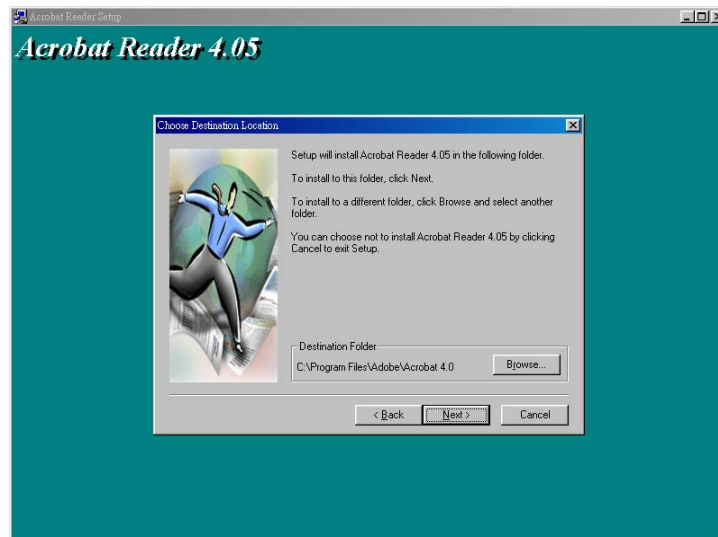 Acrobat Reader Setup
Acrobat Reader 4.05
Choose Destination Location
Setup will install Acrobat Reader 4.05 in the following folder.
To install to this folder, click Next.
To install to a different folder, click Browse and select another
folder.
You can choose not to install Acrobat Reader 4.05 by clicking
Cancel to exit Setup.
Destination Folder
C:\Program Files\Adobe\Acrobat 4.0
Browse...
< Back
Next >
Cancel